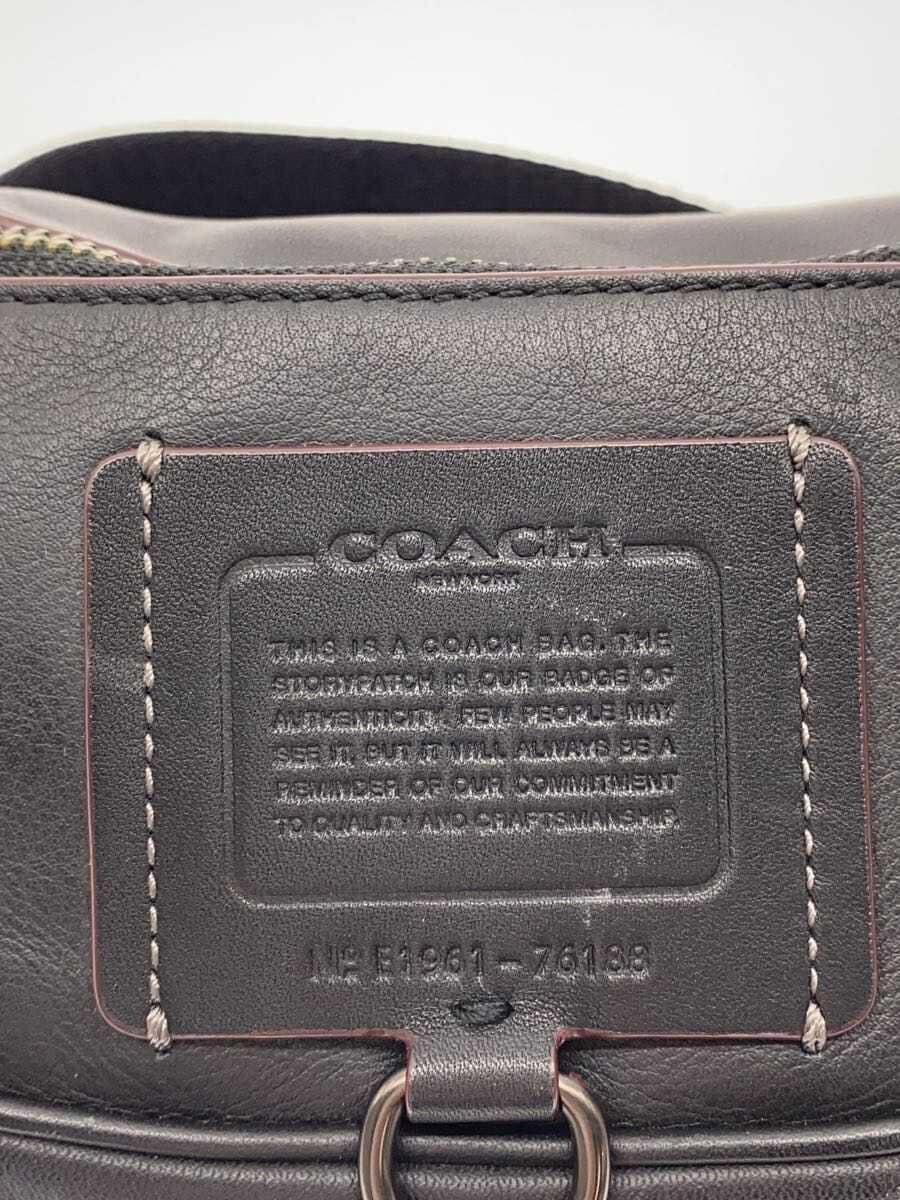 COACH
NEW YORK
THIS IS A COACH BAG. THE
STORYPATCH IS OUR BADGE OF
AUTHENTICITY. FEW PEOPLE MAY
SEE IT, BUT IT WILL ALWAYS BE A
REMINDER OF OUR COMMITMENT
TO QUALITY AND CRAFTSMANSHIP.
Nº E1961-76188